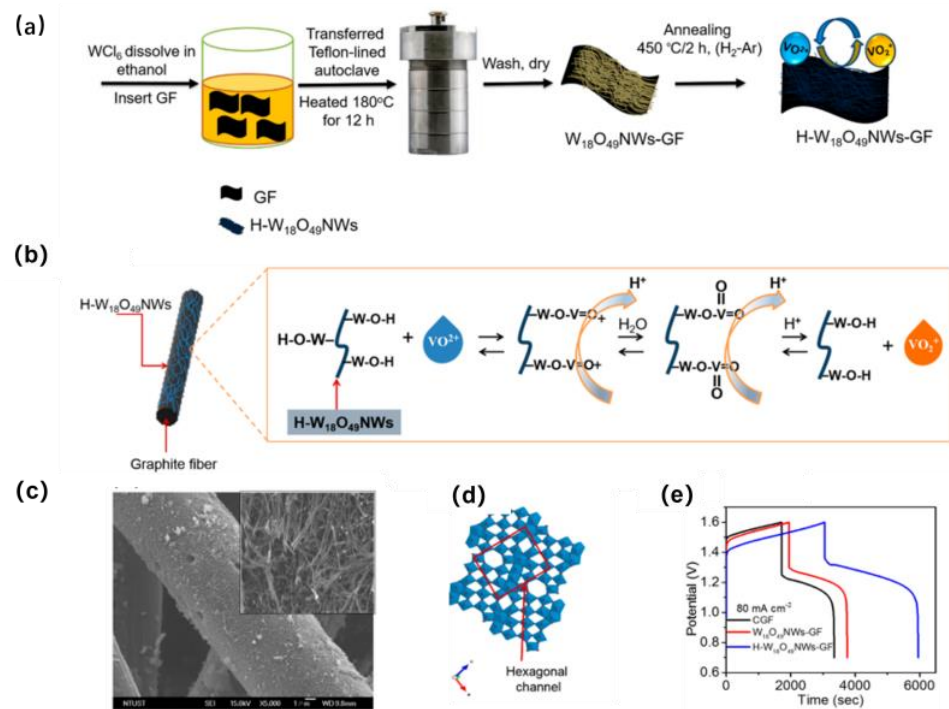 (a)
WCl₆ dissolve in
ethanol
Insert GF
Transferred
Teflon-lined
autoclave
Heated 180°C
for 12 h
Wash, dry
W₁₈O₄₉NWs-GF
Annealing
450 °C/2 h, (H₂-Ar)
VO²⁺
VO₂⁺
H-W₁₈O₄₉NWs-GF
GF
H-W₁₈O₄₉NWs
(b)
H-W₁₈O₄₉NWs
Graphite fiber
H-O-W-
W-O-H
W-O-H
+
VO²⁺
H-W₁₈O₄₉NWs
H⁺
W-O-V=O+
W-O-V=O+
H₂O
H⁺
O
W-O-V=O
W-O-V=O
O
H⁺
W-O-H
W-O-H
+
VO₂⁺
(c)
NTUST SEI 15.0kV X5,000 1μm WD 9.8mm
(d)
Hexagonal
channel
(e)
Potential (V)
1.6
1.4
1.2
1.0
0.8
0.6
80 mA cm⁻²
CGF
W₁₈O₄₉NWs-GF
H-W₁₈O₄₉NWs-GF
0 2000 4000 6000
Time (sec)